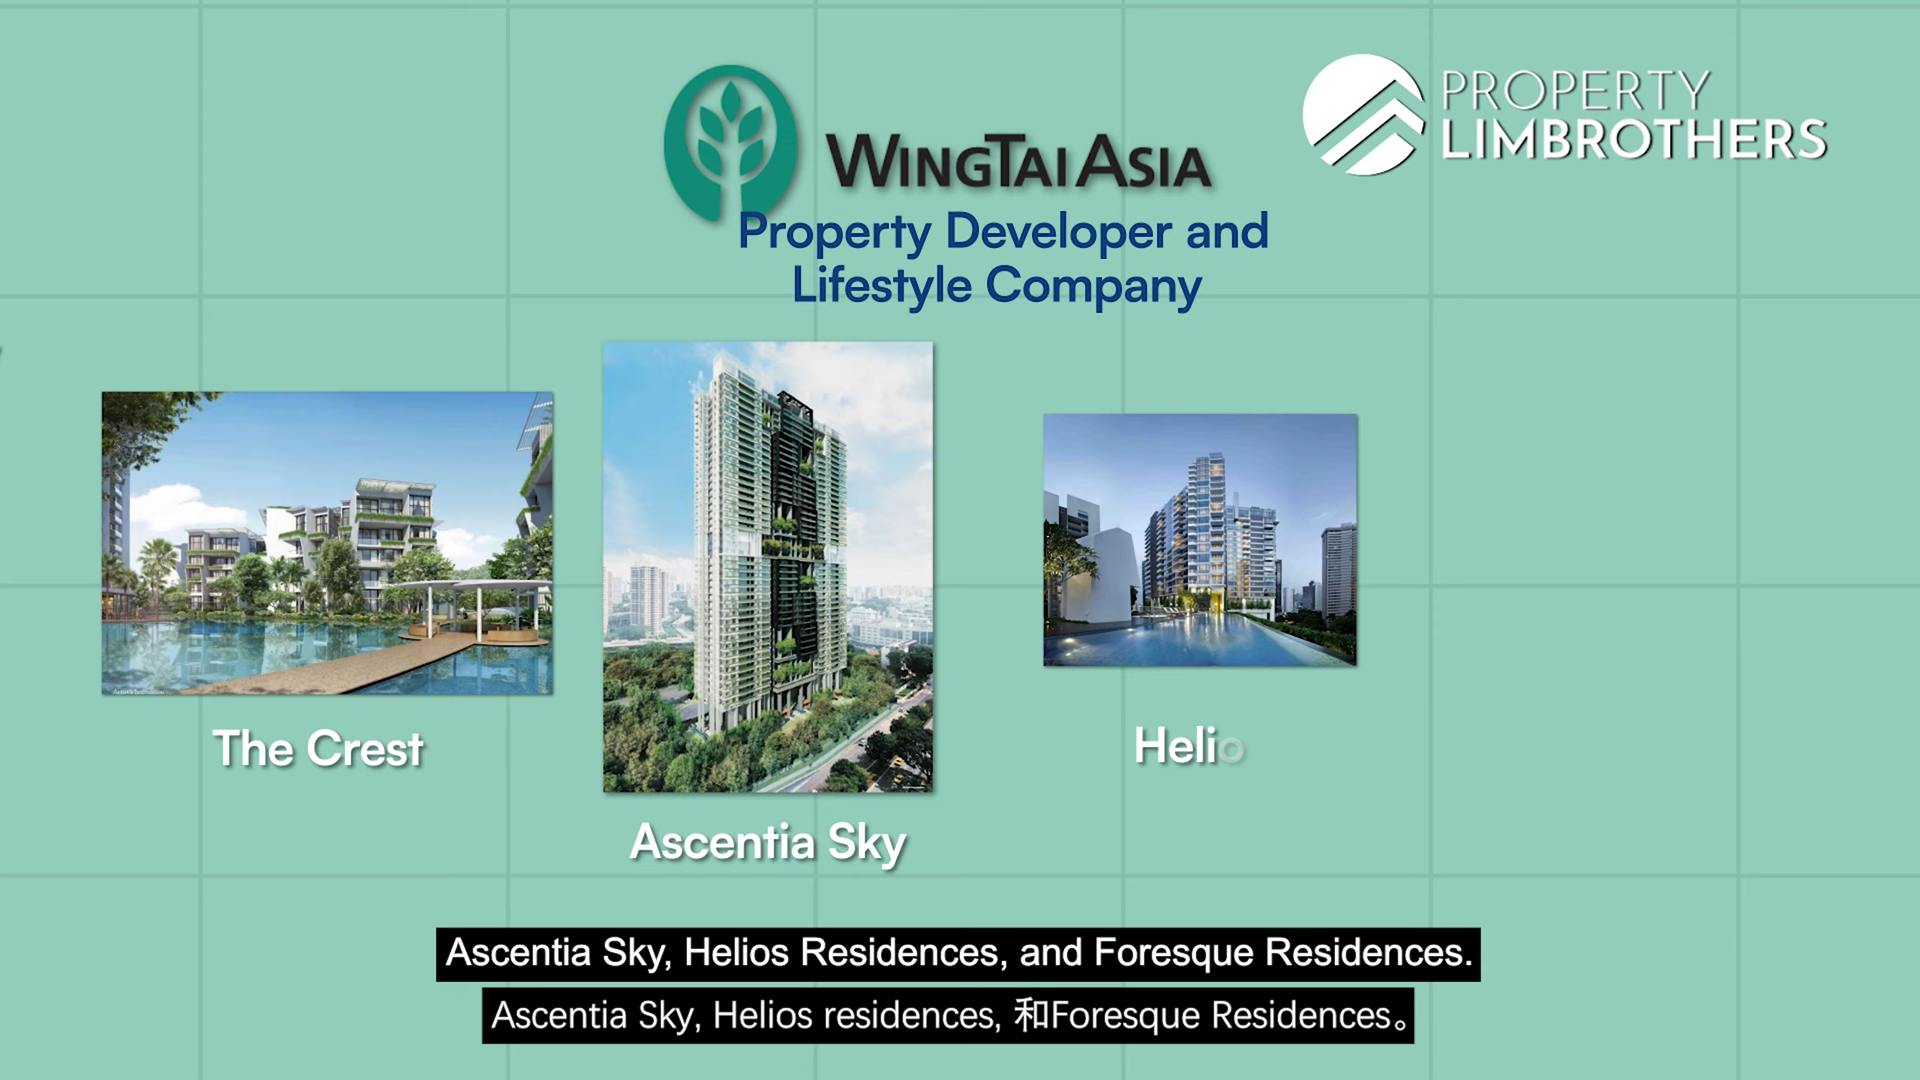 WINGTAI ASIA
PROPERTY
LIMBROTHERS
Property Developer and
Lifestyle Company
The Crest
Ascentia Sky
Helio
Ascentia Sky, Helios Residences, and Foresque Residences.
Ascentia Sky, Helios residences, 和Foresque Residences。